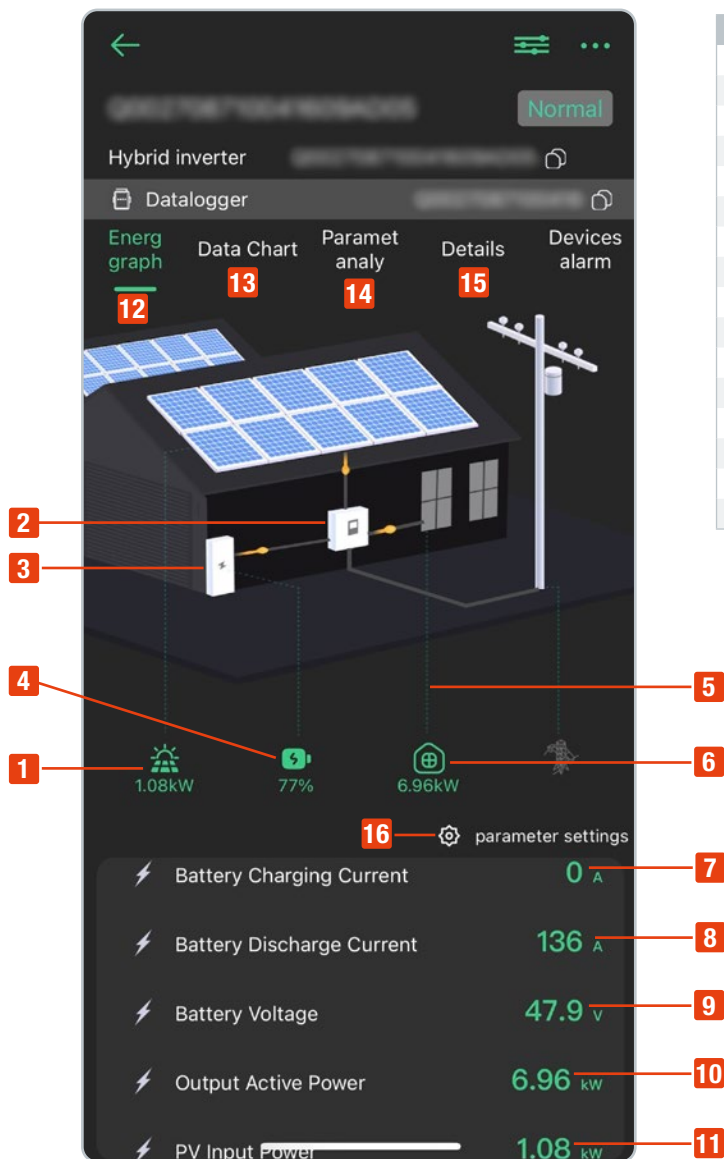 Normal
Hybrid inverter
Datalogger
Energ graph
Data Chart
Paramet analy
Details
Devices alarm
12
13
14
15
2
3
4
5
1
6
1.08kW
77%
6.96kW
16
parameter settings
Battery Charging Current 0 A
7
Battery Discharge Current 136 A
8
Battery Voltage 47.9 V
9
Output Active Power 6.96 kW
10
PV Input Power 1.08 kW
11